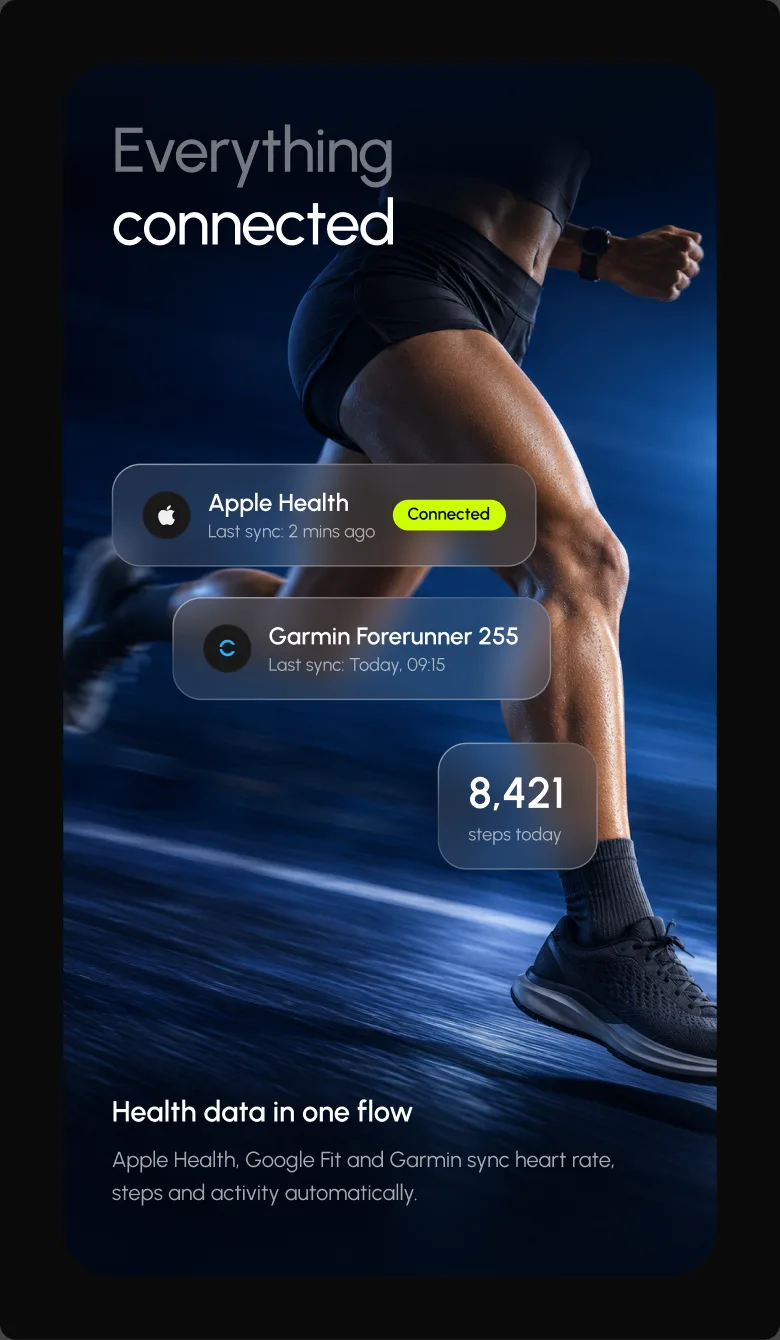 Everything
connected
Apple Health
Last sync: 2 mins ago
Connected
Garmin Forerunner 255
Last sync: Today, 09:15
8,421
steps today
Health data in one flow
Apple Health, Google Fit and Garmin sync heart rate,
steps and activity automatically.